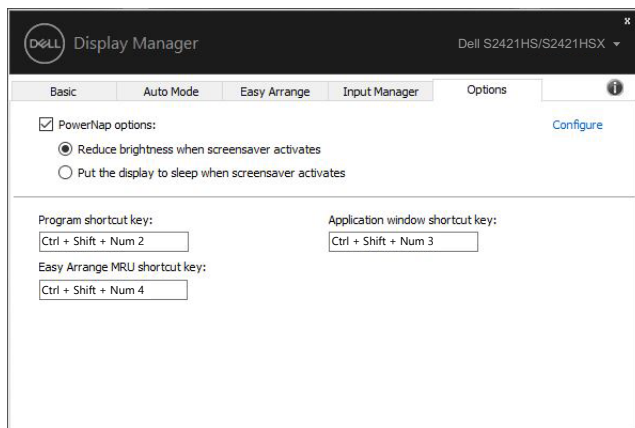 x
DELL Display Manager
Dell S2421HS/S2421HSX
Basic Auto Mode Easy Arrange Input Manager Options
PowerNap options:
Configure
Reduce brightness when screensaver activates
Put the display to sleep when screensaver activates
Program shortcut key:
Application window shortcut key:
Ctrl + Shift + Num 2
Ctrl + Shift + Num 3
Easy Arrange MRU shortcut key:
Ctrl + Shift + Num 4